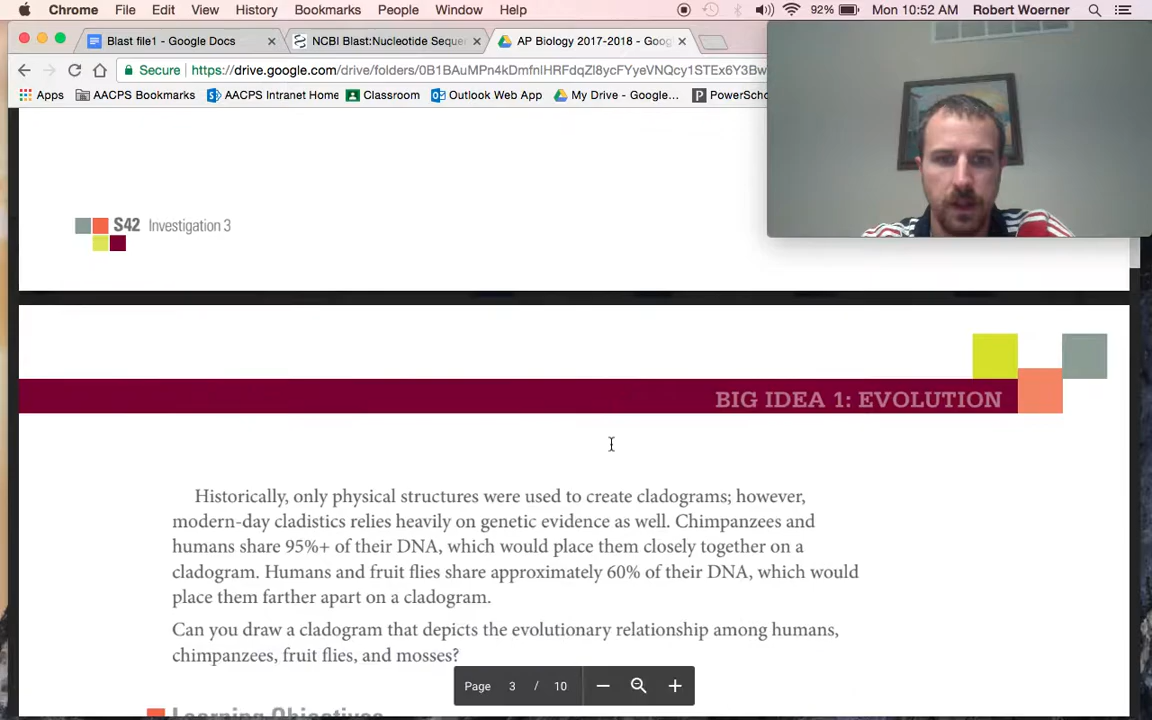 Chrome File Edit View History Bookmarks People Window Help 92% Mon 10:52 AM Robert Woerner
Blast file1 - Google Docs
NCBI Blast:Nucleotide Seque
AP Biology 2017-2018 - Goog
Secure https://drive.google.com/drive/folders/0B1BAuMPn4kDmfnlHRFdqZl8ycFYyeVNQcy1STEx6Y3Bw
Apps AACPS Bookmarks AACPS Intranet Home Classroom Outlook Web App My Drive - Google... PowerScho
S42 Investigation 3
BIG IDEA 1: EVOLUTION
Historically, only physical structures were used to create cladograms; however,
modern-day cladistics relies heavily on genetic evidence as well. Chimpanzees and
humans share 95%+ of their DNA, which would place them closely together on a
cladogram. Humans and fruit flies share approximately 60% of their DNA, which would
place them farther apart on a cladogram.
Can you draw a cladogram that depicts the evolutionary relationship among humans,
chimpanzees, fruit flies, and mosses?
Page 3 / 10
Learning Objectives